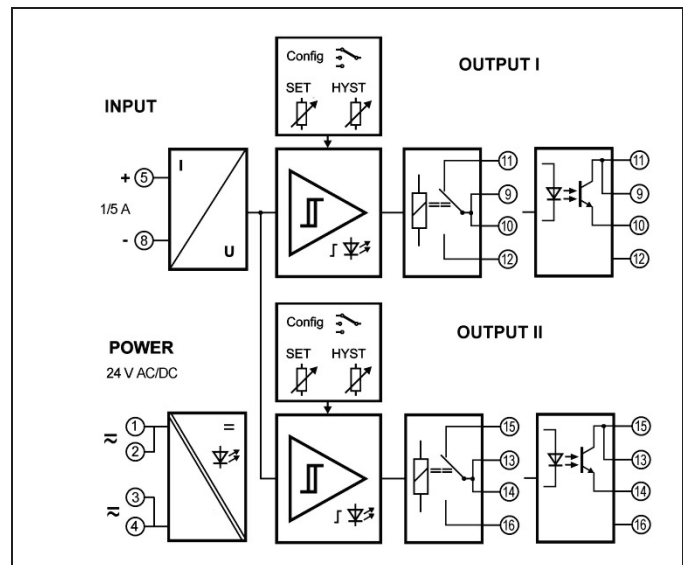 Config
SET HYST
OUTPUT I
INPUT
+ 5
1/5 A
- 8
I
U
11
9
10
12
11
9
10
12
Config
SET HYST
OUTPUT II
POWER
24 V AC/DC
1
2
3
4
=
15
13
14
16
15
13
14
16